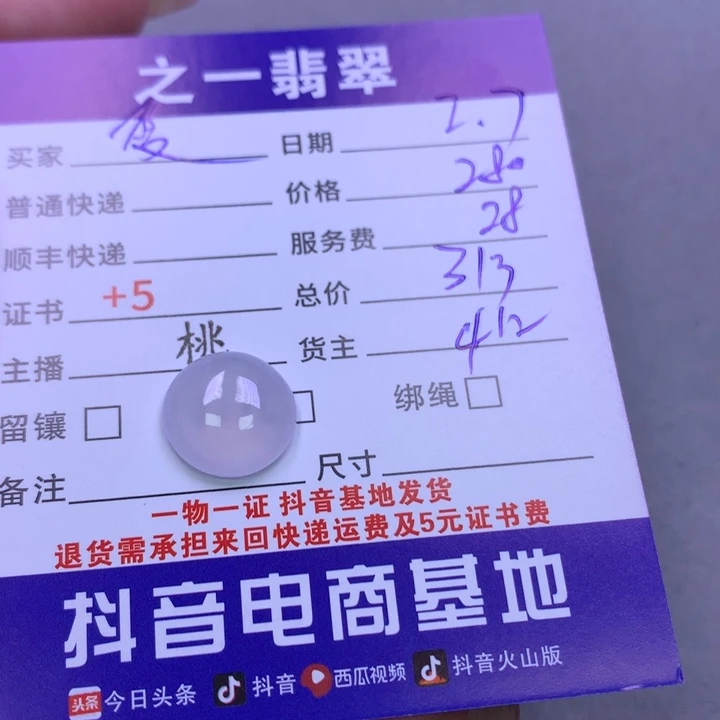 之一翡翠
买家 夏 日期 2.7
普通快递 价格 280
顺丰快递 服务费 28
证书 +5 总价 313
主播 桃 货主 412
留镶 绑绳
备注 尺寸
一物一证 抖音基地发货
退货需承担来回快递运费及5元证书费
抖音电商基地
头条 今日头条 抖音 西瓜视频 抖音火山版